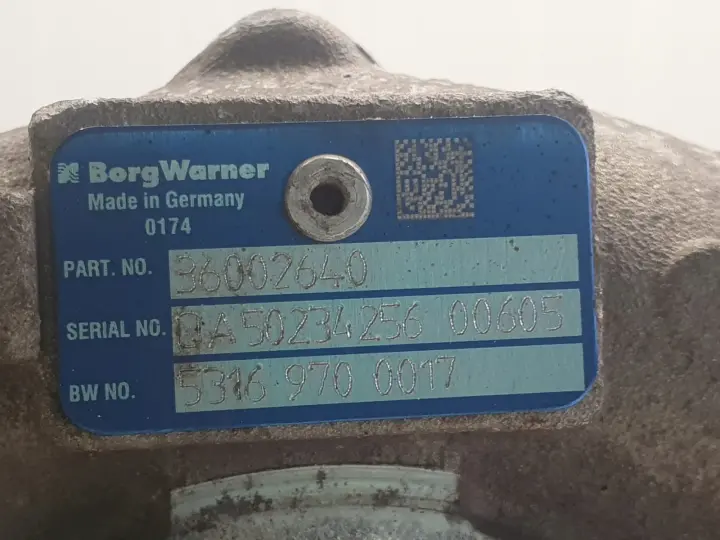 BorgWarner
Made in Germany
0174
PART. NO. 36002640
SERIAL NO. QA50234256 00605
BW NO. 5316 970 0017